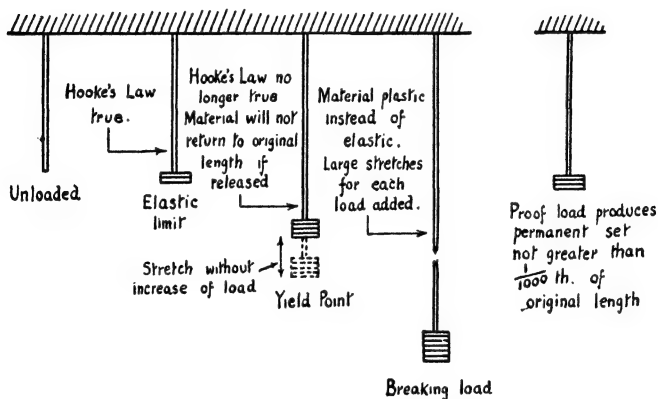 Unloaded
Hooke's Law
true.
Elastic
limit
Hooke's Law no
longer true
Material will not
return to original
length if
released
Stretch without
increase of load
Yield Point
Material plastic
instead of
elastic.
Large stretches
for each
load added.
Breaking load
Proof load produces
permanent set
not greater than
1/1000 th. of
original length